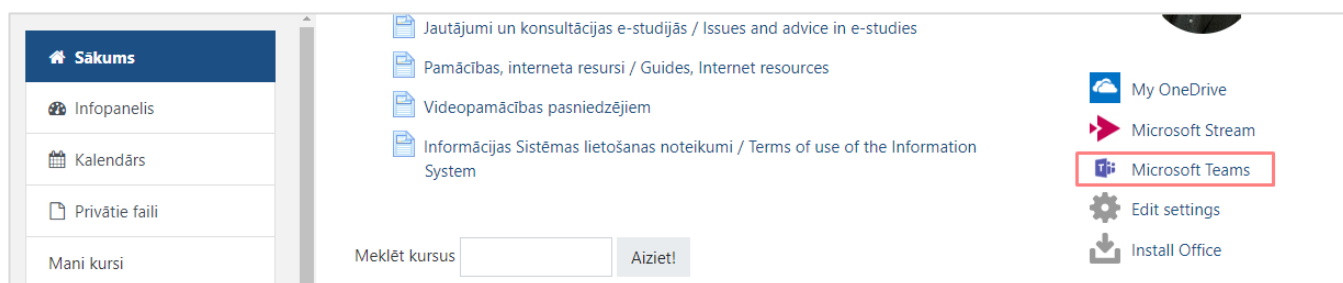 Sākums
Infopanelis
Kalendārs
Privātie faili
Mani kursi
Jautājumi un konsultācijas e-studijās / Issues and advice in e-studies
Pamācības, interneta resursi / Guides, Internet resources
Videopamācības pasniedzējiem
Informācijas Sistēmas lietošanas noteikumi / Terms of use of the Information
System
Meklēt kursus
Aiziet!
My OneDrive
Microsoft Stream
Microsoft Teams
Edit settings
Install Office